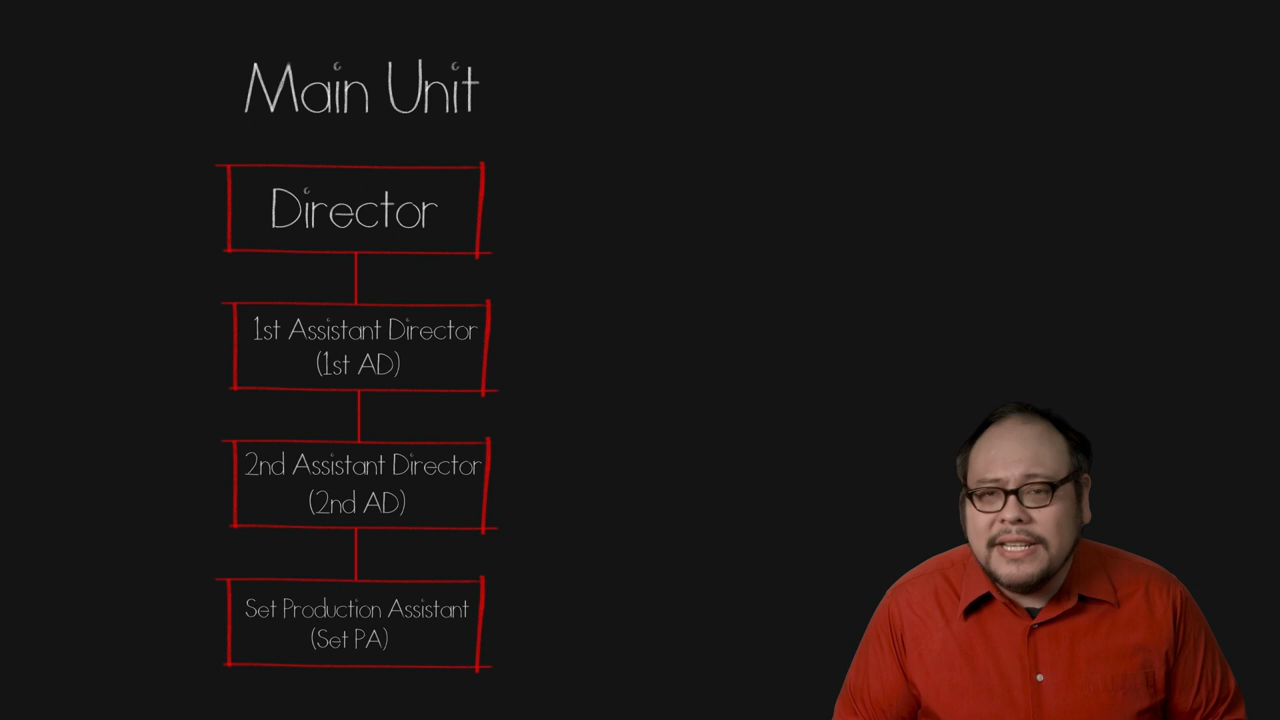 Main Unit
Director
1st Assistant Director
(1st AD)
2nd Assistant Director
(2nd AD)
Set Production Assistant
(Set PA)